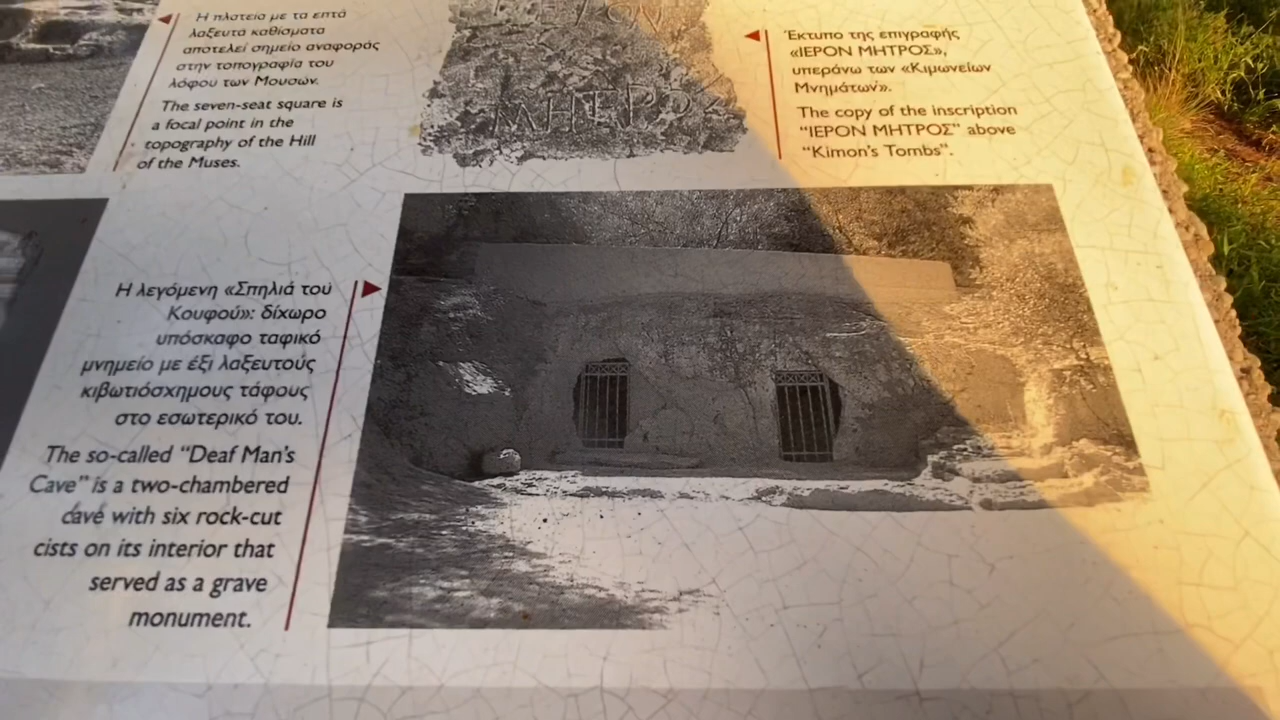 Η πλατεία με τα επτά
λαξευτά καθίσματα
αποτελεί σημείο αναφοράς
στην τοπογραφία του
λόφου των Μουσών.
The seven-seat square is
a focal point in the
topography of the Hill
of the Muses.
ΜΗΤΡΟΣ
Έκτυπο της επιγραφής
«ΙΕΡΟΝ ΜΗΤΡΟΣ»,
υπεράνω των «Κιμωνείων
Μνημάτων».
The copy of the inscription
“ΙΕΡΟΝ ΜΗΤΡΟΣ” above
“Kimon's Tombs”.
Η λεγόμενη «Σπηλιά του
Κουφού»: δίχωρο
υπόσκαφο ταφικό
μνημείο με έξι λαξευτούς
κιβωτιόσχημους τάφους
στο εσωτερικό του.
The so-called “Deaf Man's
Cave” is a two-chambered
cave with six rock-cut
cists on its interior that
served as a grave
monument.